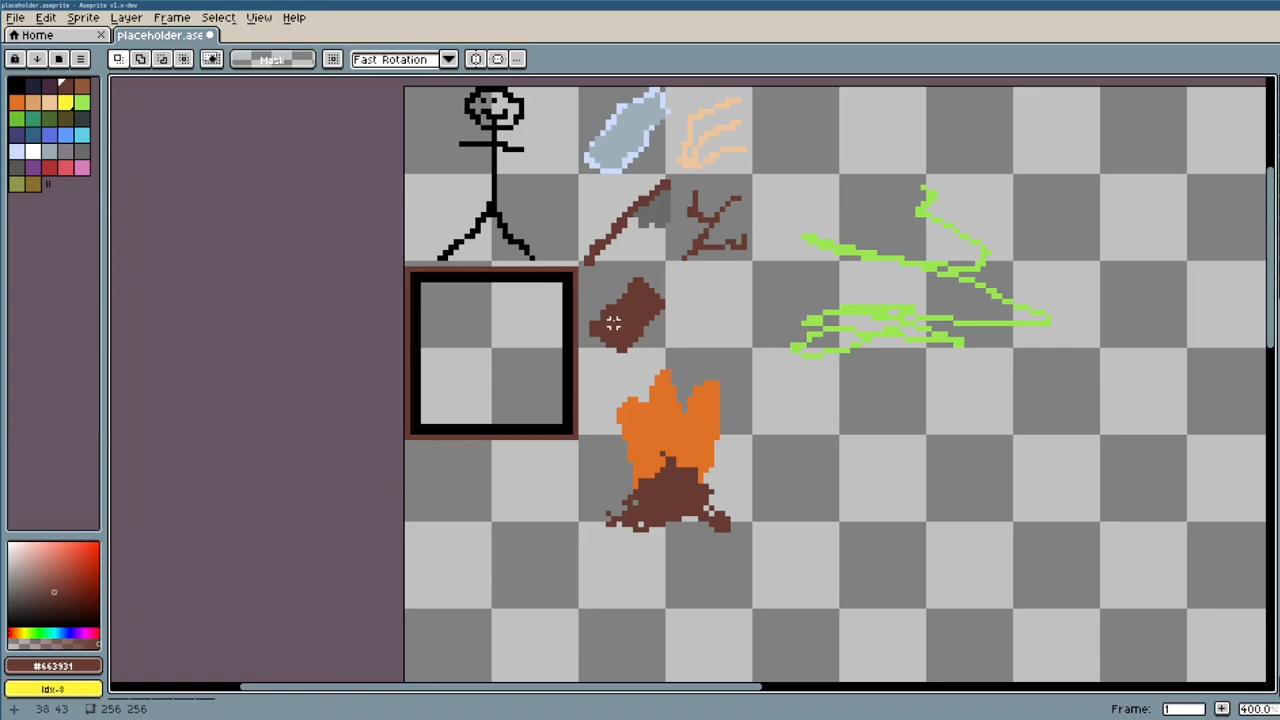 placeholder.aseprite - Aseprite v1.x-dev
File Edit Sprite Layer Frame Select View Help
Home placeholder.ase
Mask Fast Rotation
#663931
Idx-8
38 43 256 256 Frame: 1 400.0